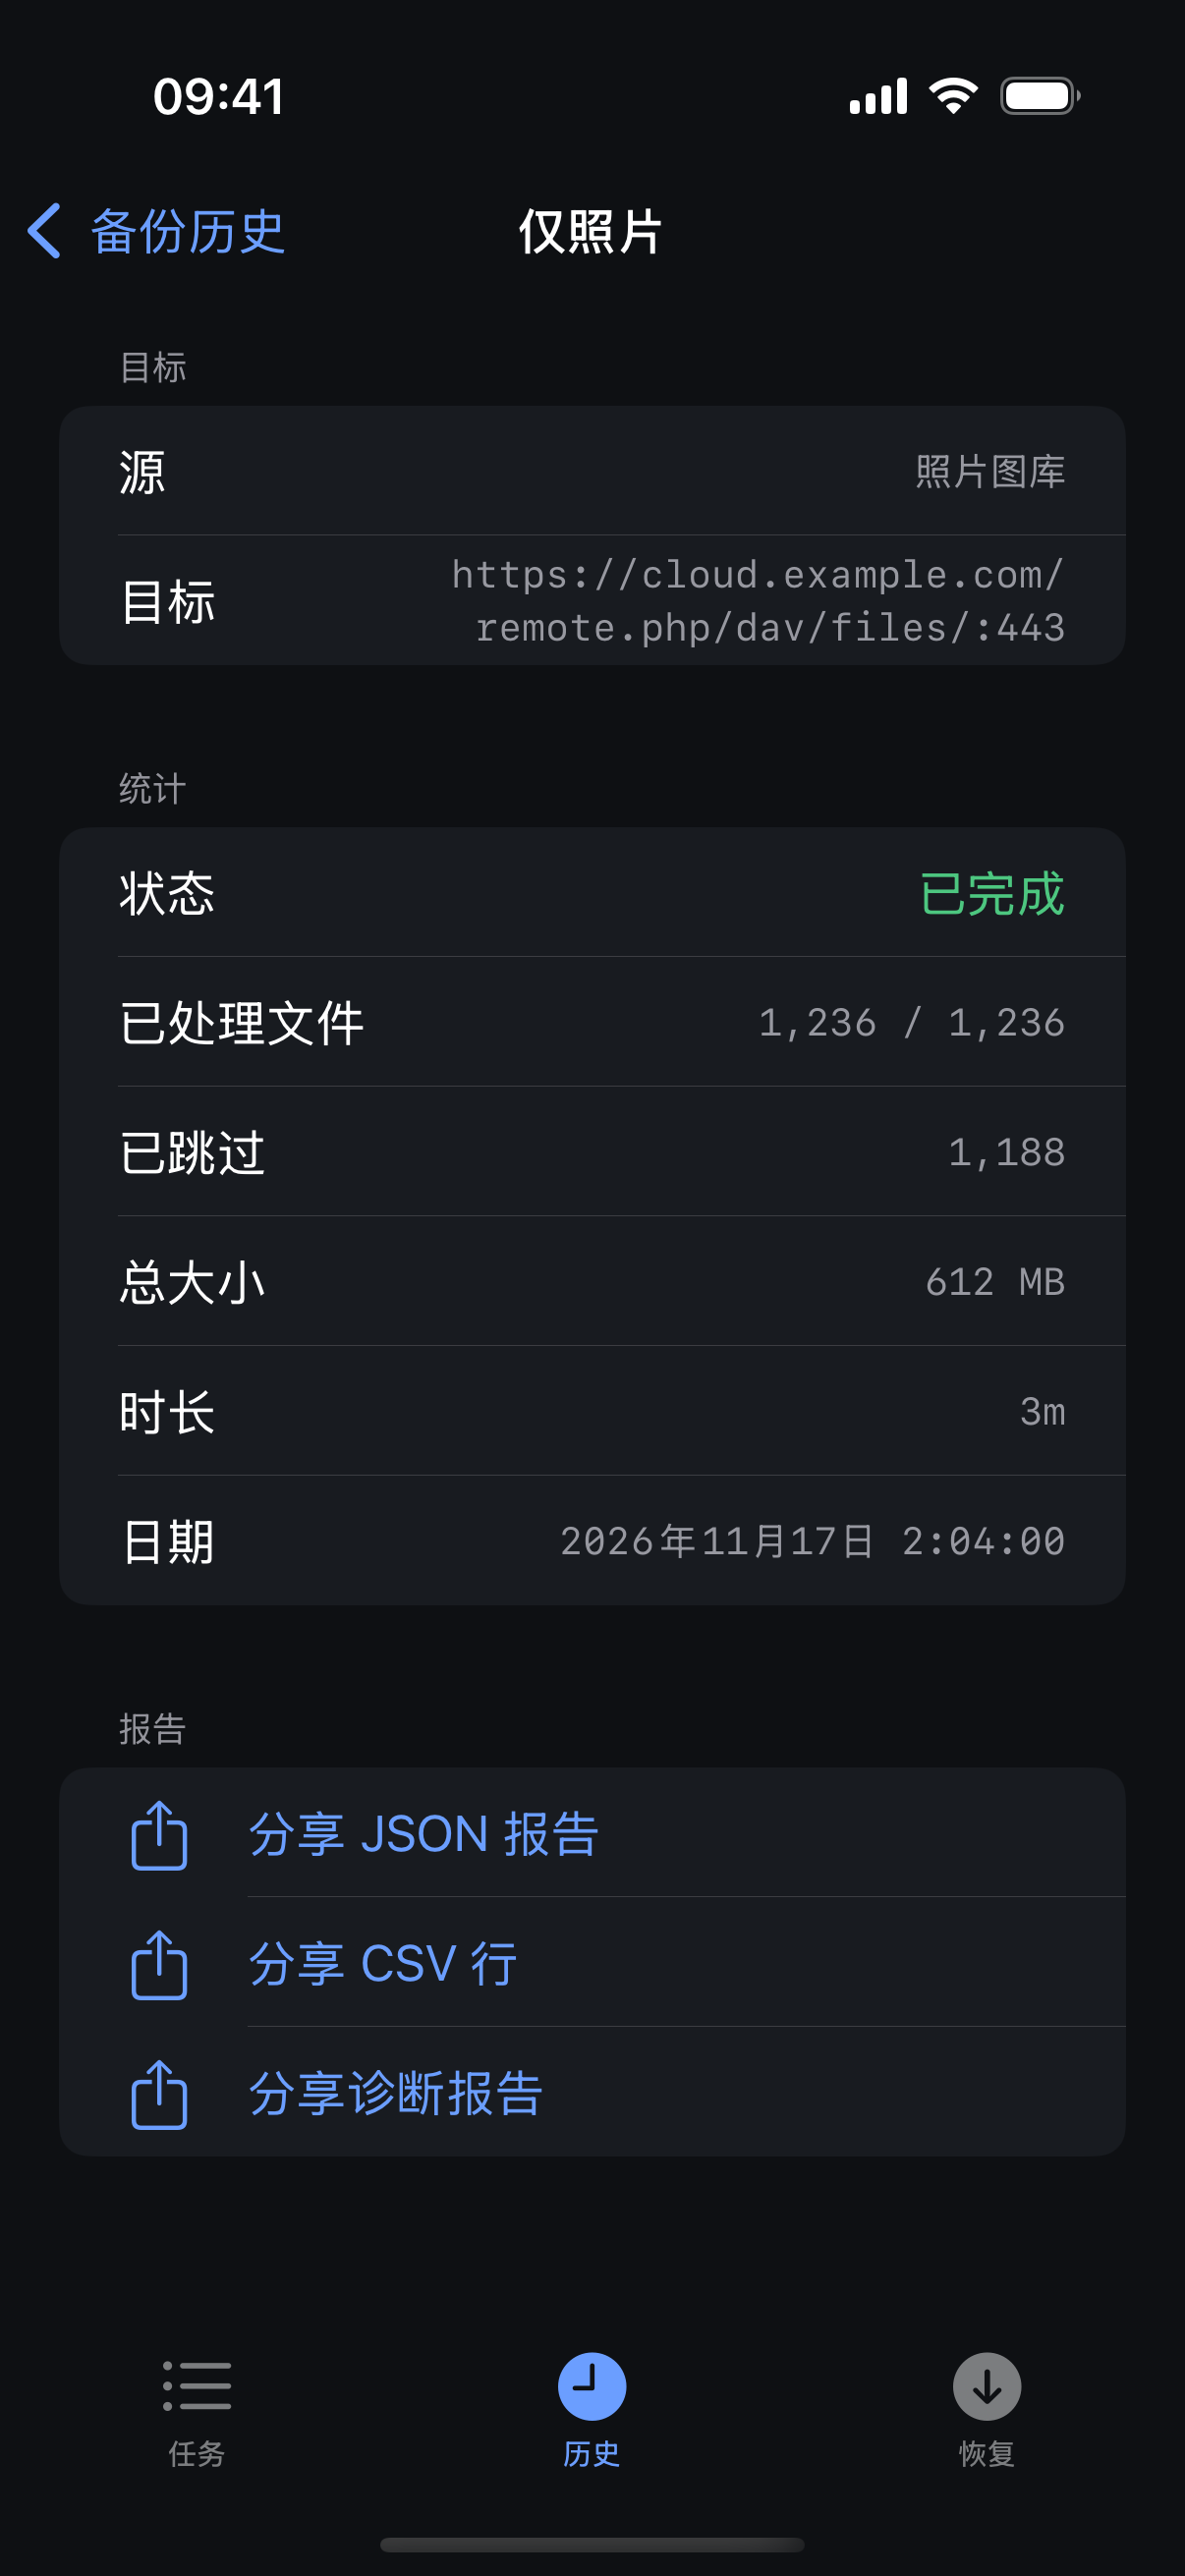 09:41
备份历史
仅照片
目标
源
照片图库
目标
https://cloud.example.com/
remote.php/dav/files/:443
统计
状态
已完成
已处理文件
1,236 / 1,236
已跳过
1,188
总大小
612 MB
时长
3m
日期
2026年11月17日 2:04:00
报告
分享 JSON 报告
分享 CSV 行
分享诊断报告
任务
历史
恢复